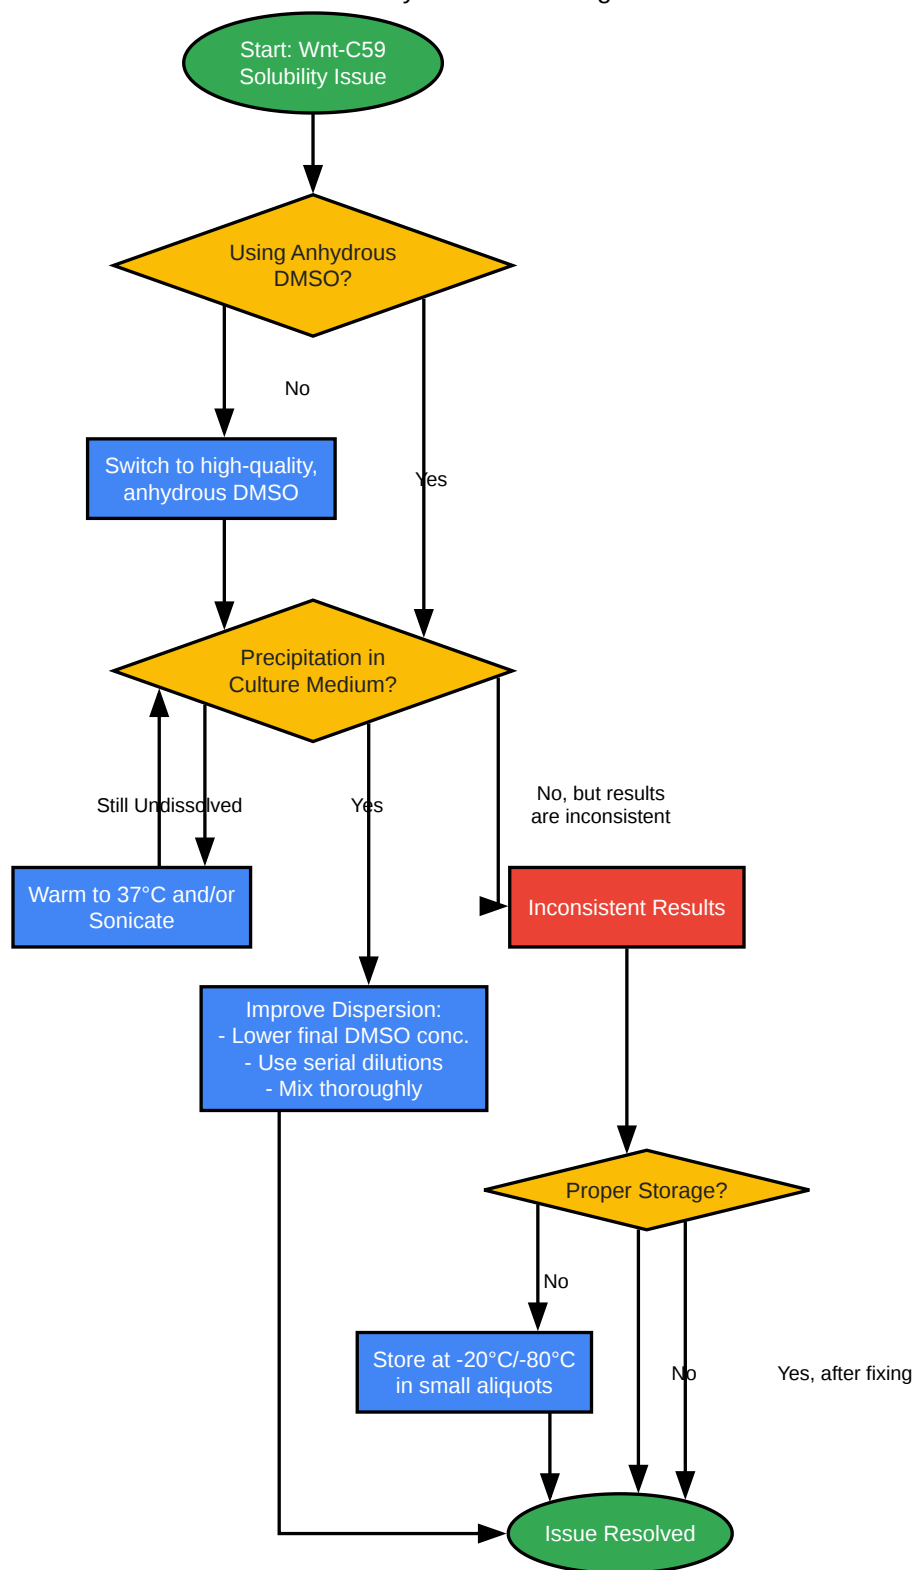 Start: Wnt-C59
Solubility Issue
Using Anhydrous
DMSO?
No
Switch to high-quality,
anhydrous DMSO
Yes
Precipitation in
Culture Medium?
Still Undissolved
Yes
No, but results
are inconsistent
Warm to 37°C and/or
Sonicate
Inconsistent Results
Improve Dispersion:
- Lower final DMSO conc.
- Use serial dilutions
- Mix thoroughly
Proper Storage?
No
Store at -20°C/-80°C
in small aliquots
No
Yes, after fixing
Issue Resolved